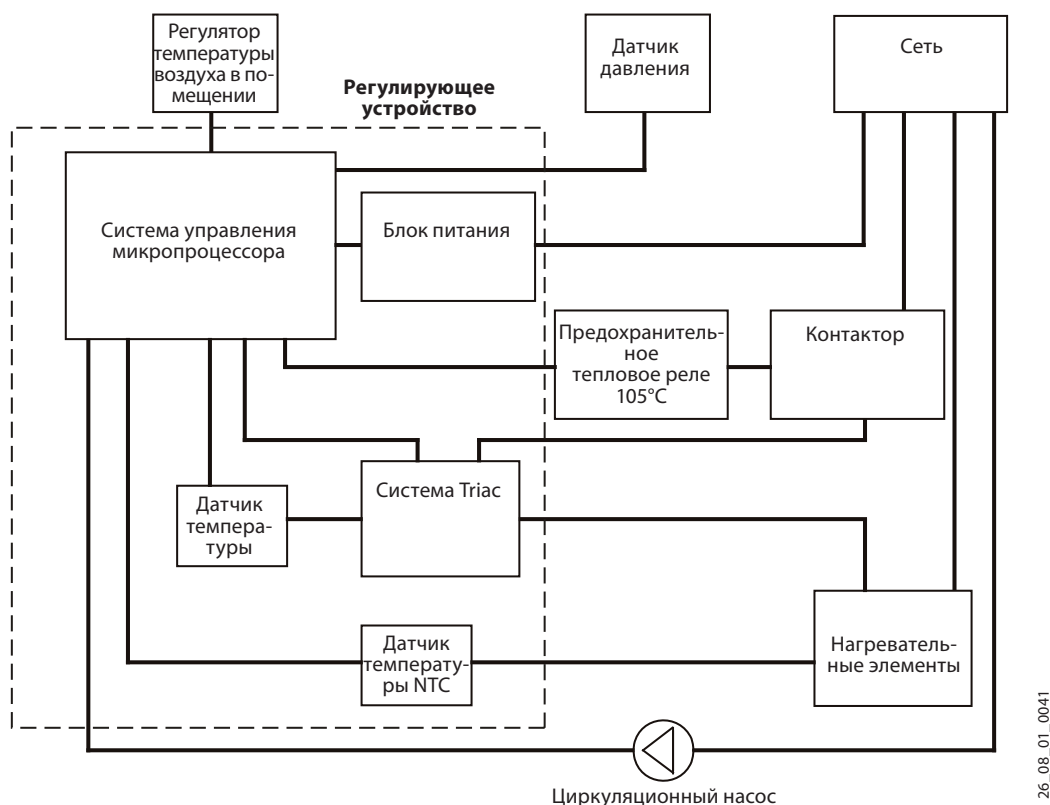 Регулятор
температуры
воздуха в по-
мещении
Датчик
давления
Сеть
Регулирующее
устройство
Система управления
микропроцессора
Блок питания
Предохранитель-
ное
тепловое реле
105°C
Контактор
Система Triac
Датчик
темпера-
туры
Датчик
температу-
ры NTC
Нагреватель-
ные элементы
Циркуляционный насос
26_08_01_0041